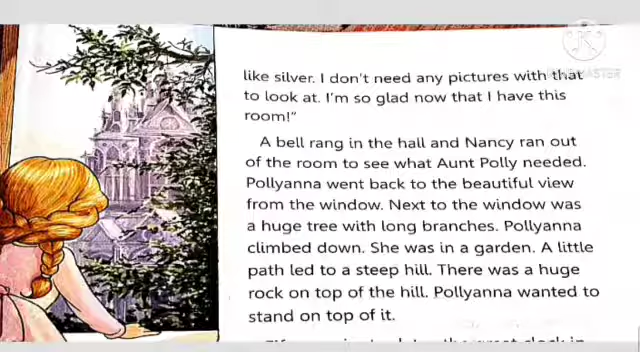 like silver. I don't need any pictures with that
to look at. I'm so glad now that I have this
room!"
A bell rang in the hall and Nancy ran out
of the room to see what Aunt Polly needed.
Pollyanna went back to the beautiful view
from the window. Next to the window was
a huge tree with long branches. Pollyanna
climbed down. She was in a garden. A little
path led to a steep hill. There was a huge
rock on top of the hill. Pollyanna wanted to
stand on top of it.